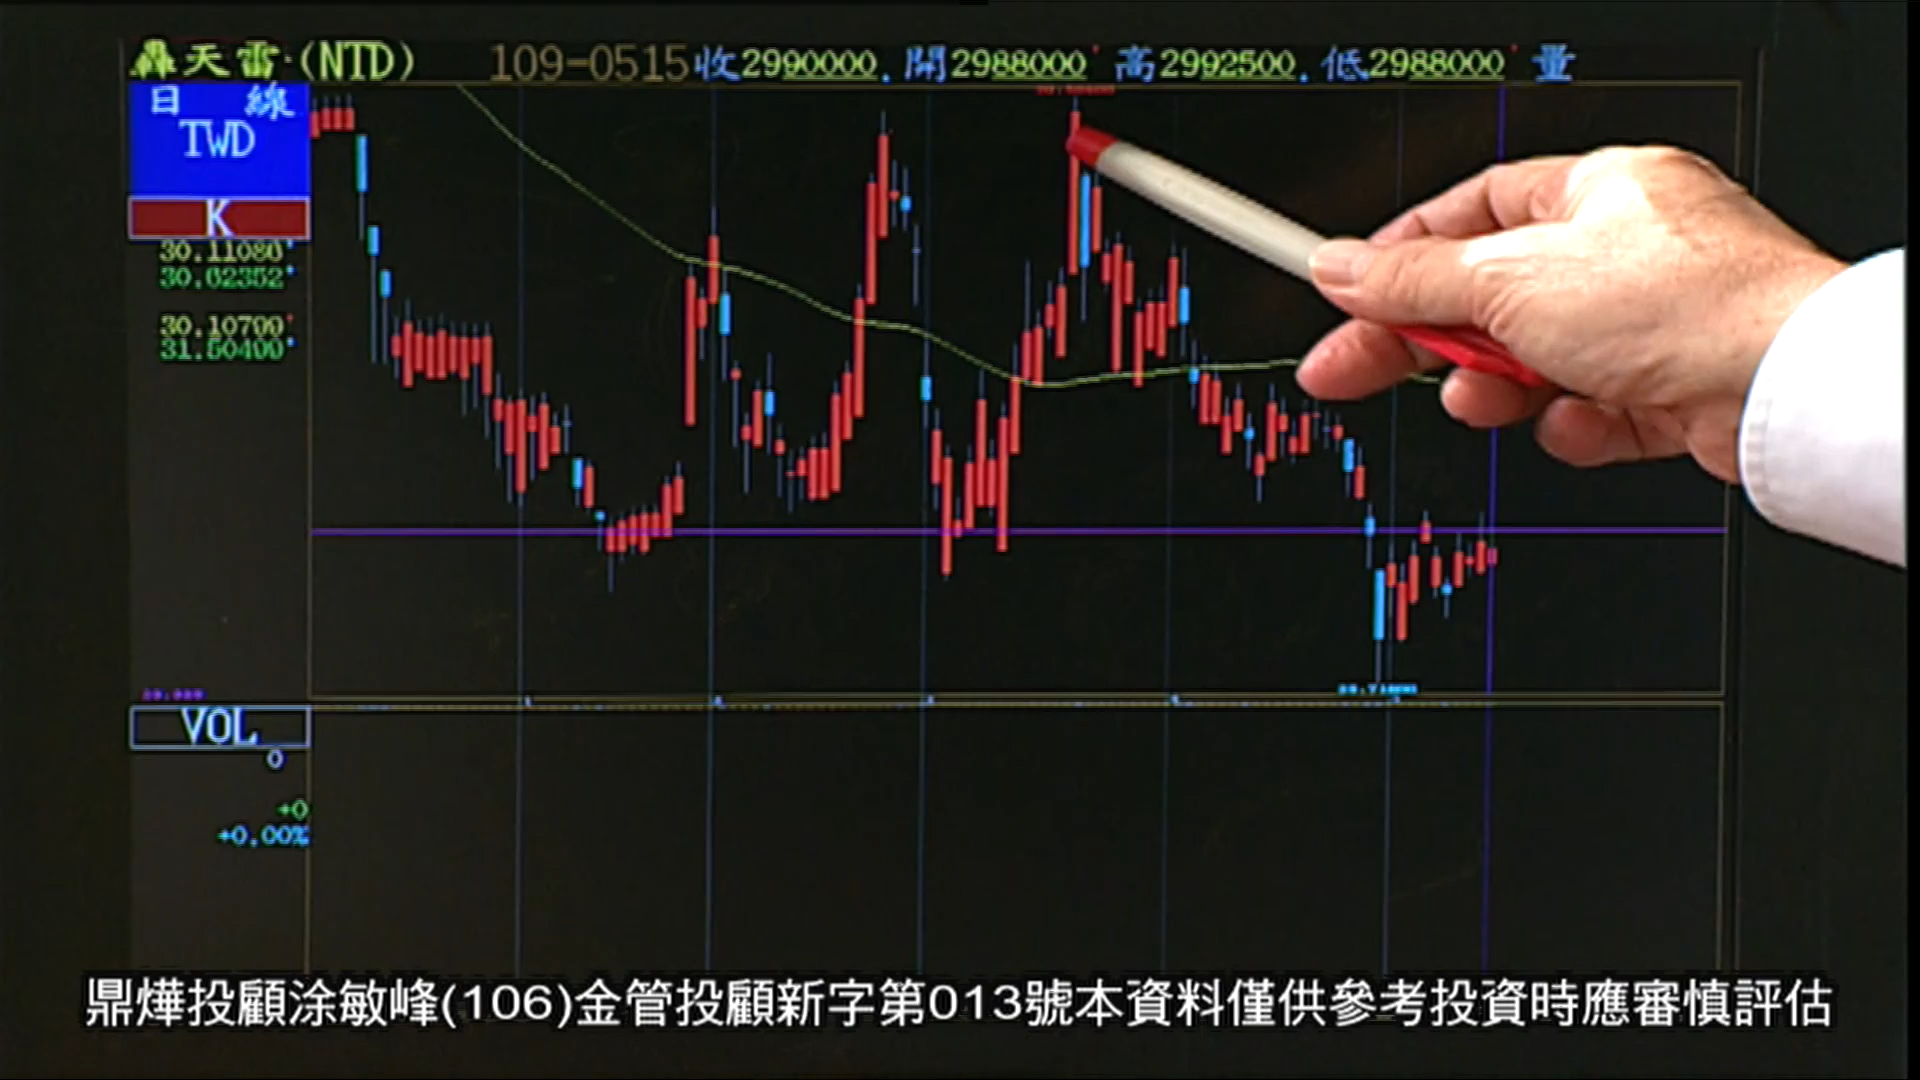 轟天雷·(NTD) 109-0515收2990000. 開2988000 高2992500. 低2988000 量
日 線
TWD
K
30.11080
30.62352
30.10700
31.50400
VOL
0
+0
+0.00%
鼎燁投顧涂敏峰(106)金管投顧新字第013號本資料僅供參考投資時應審慎評估